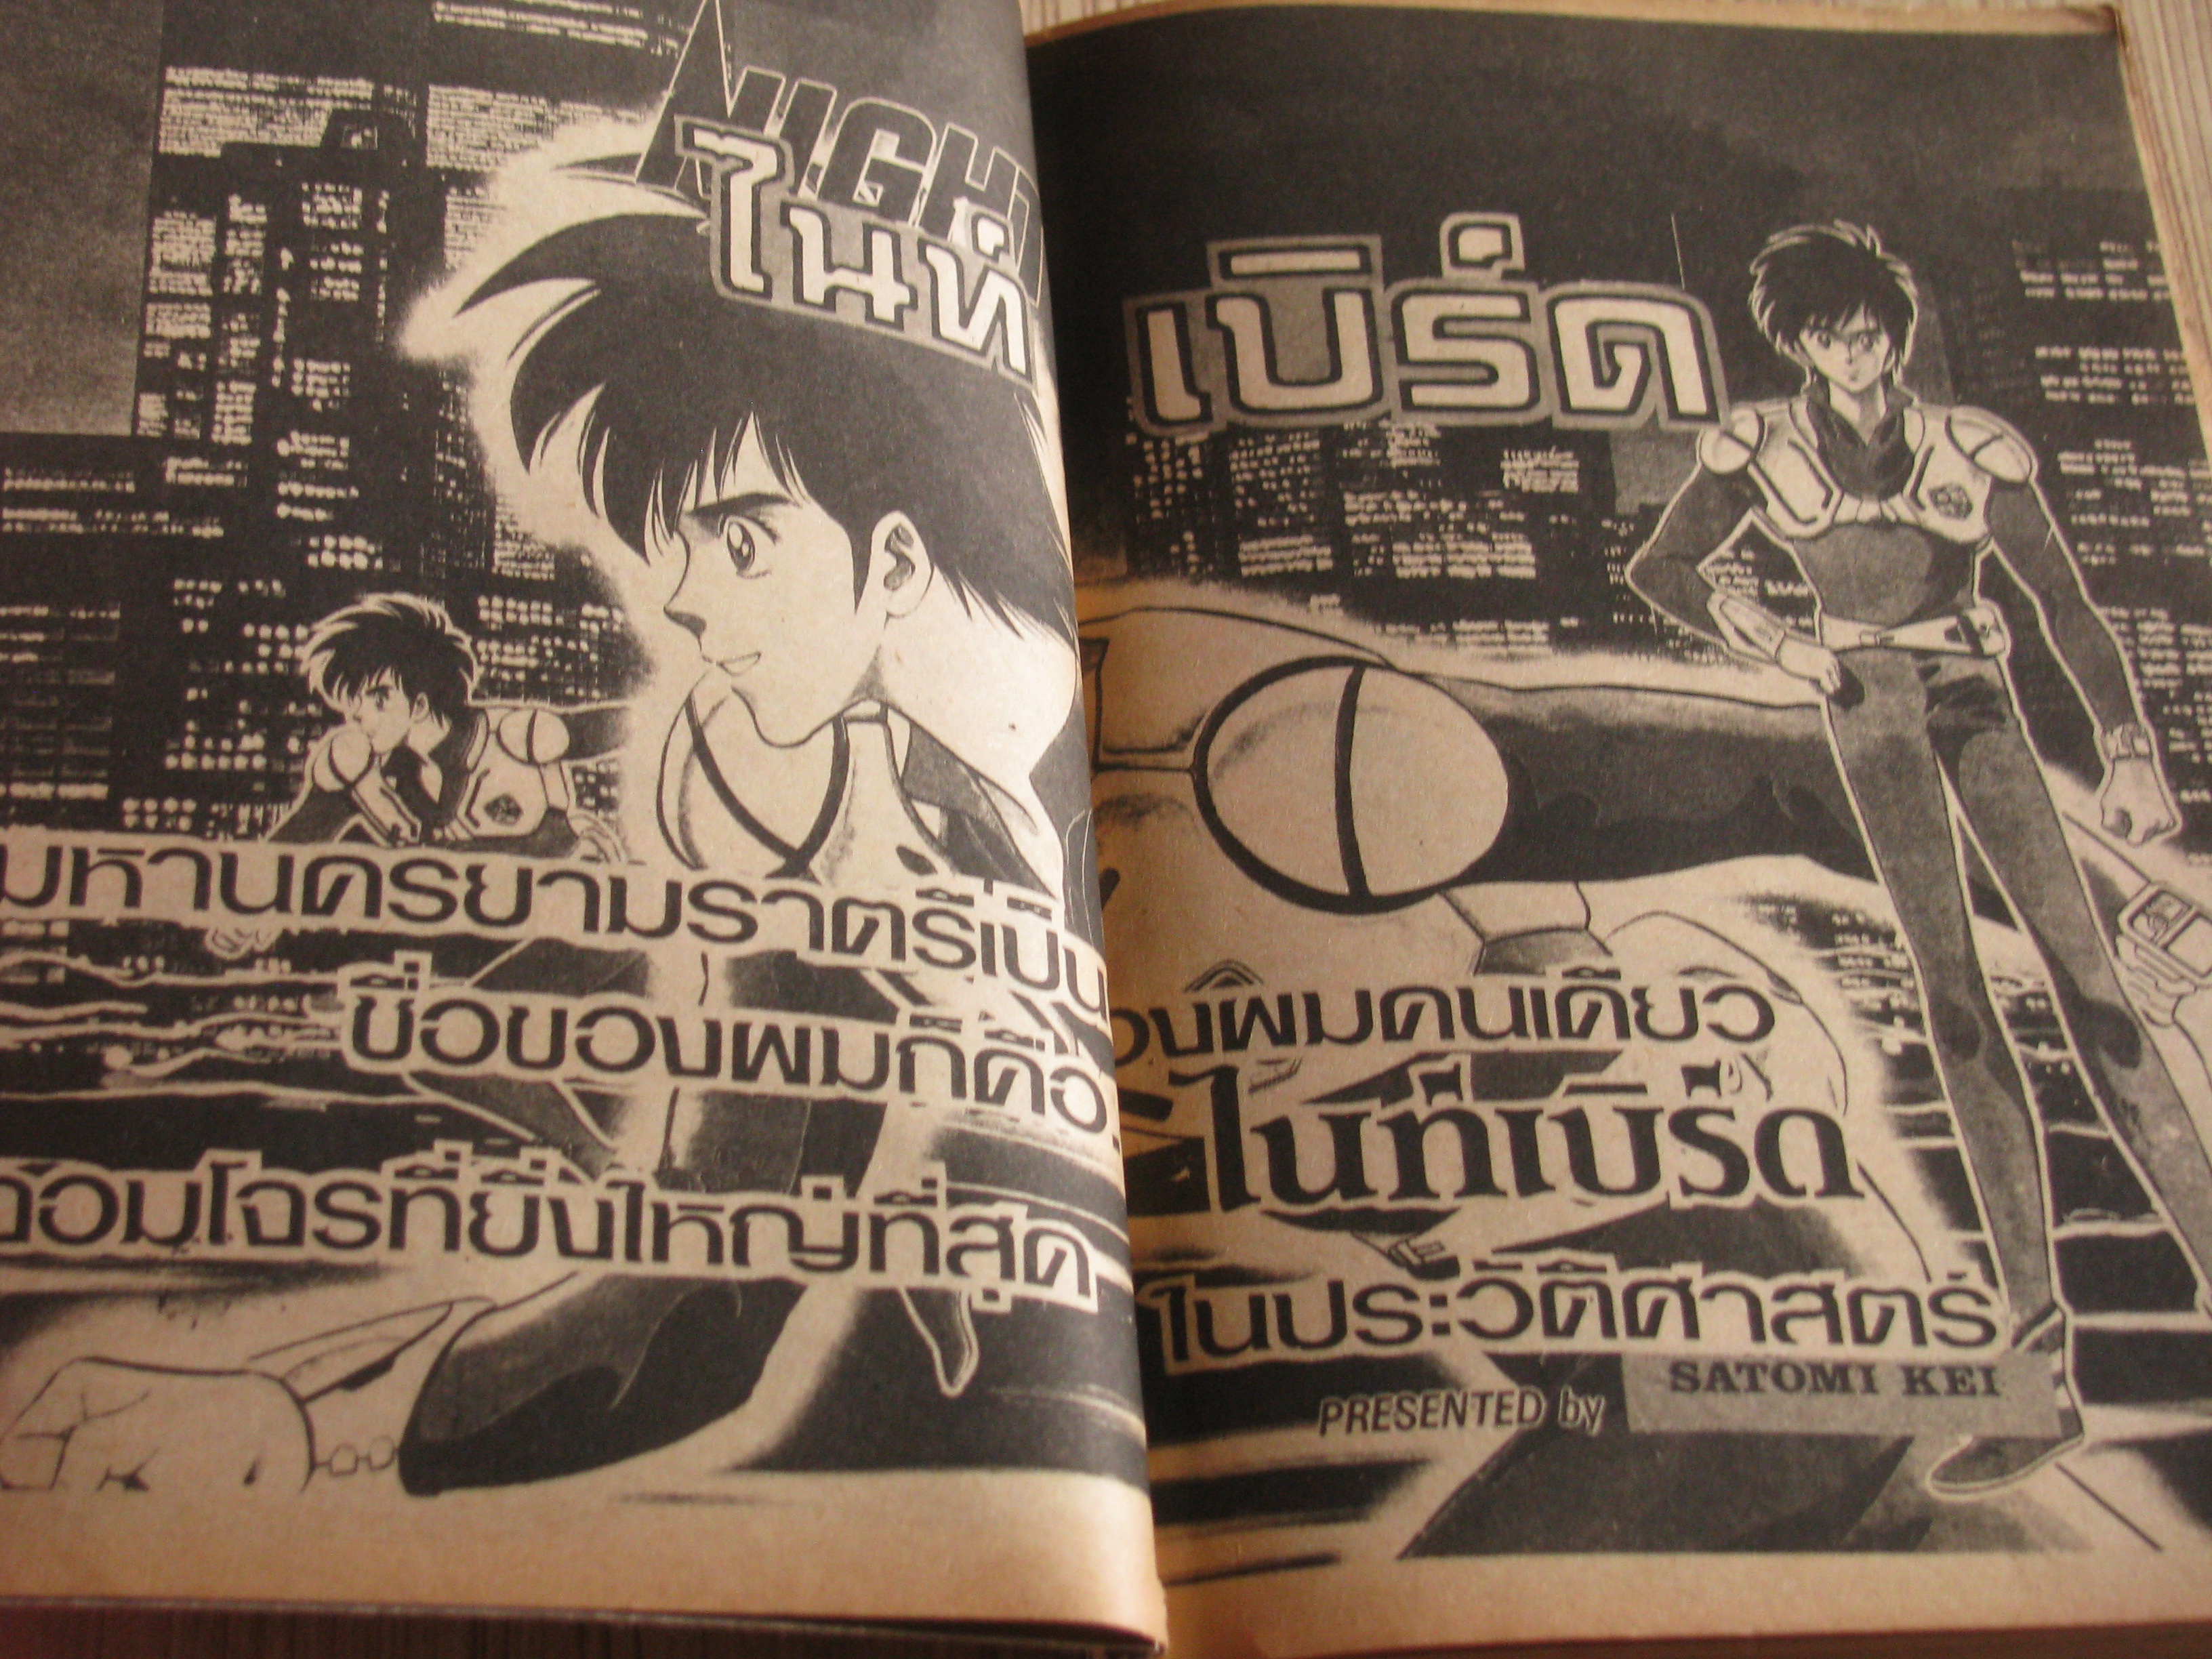 NIGHT
ไนท์ เบิร์ด
มหานครยามราตรีเป็นของผมคนเดียว
ชื่อของผมก็คือ ไนท์เบิร์ด
จอมโจรที่ยิ่งใหญ่ที่สุด ในประวัติศาสตร์
PRESENTED by SATOMI KEI